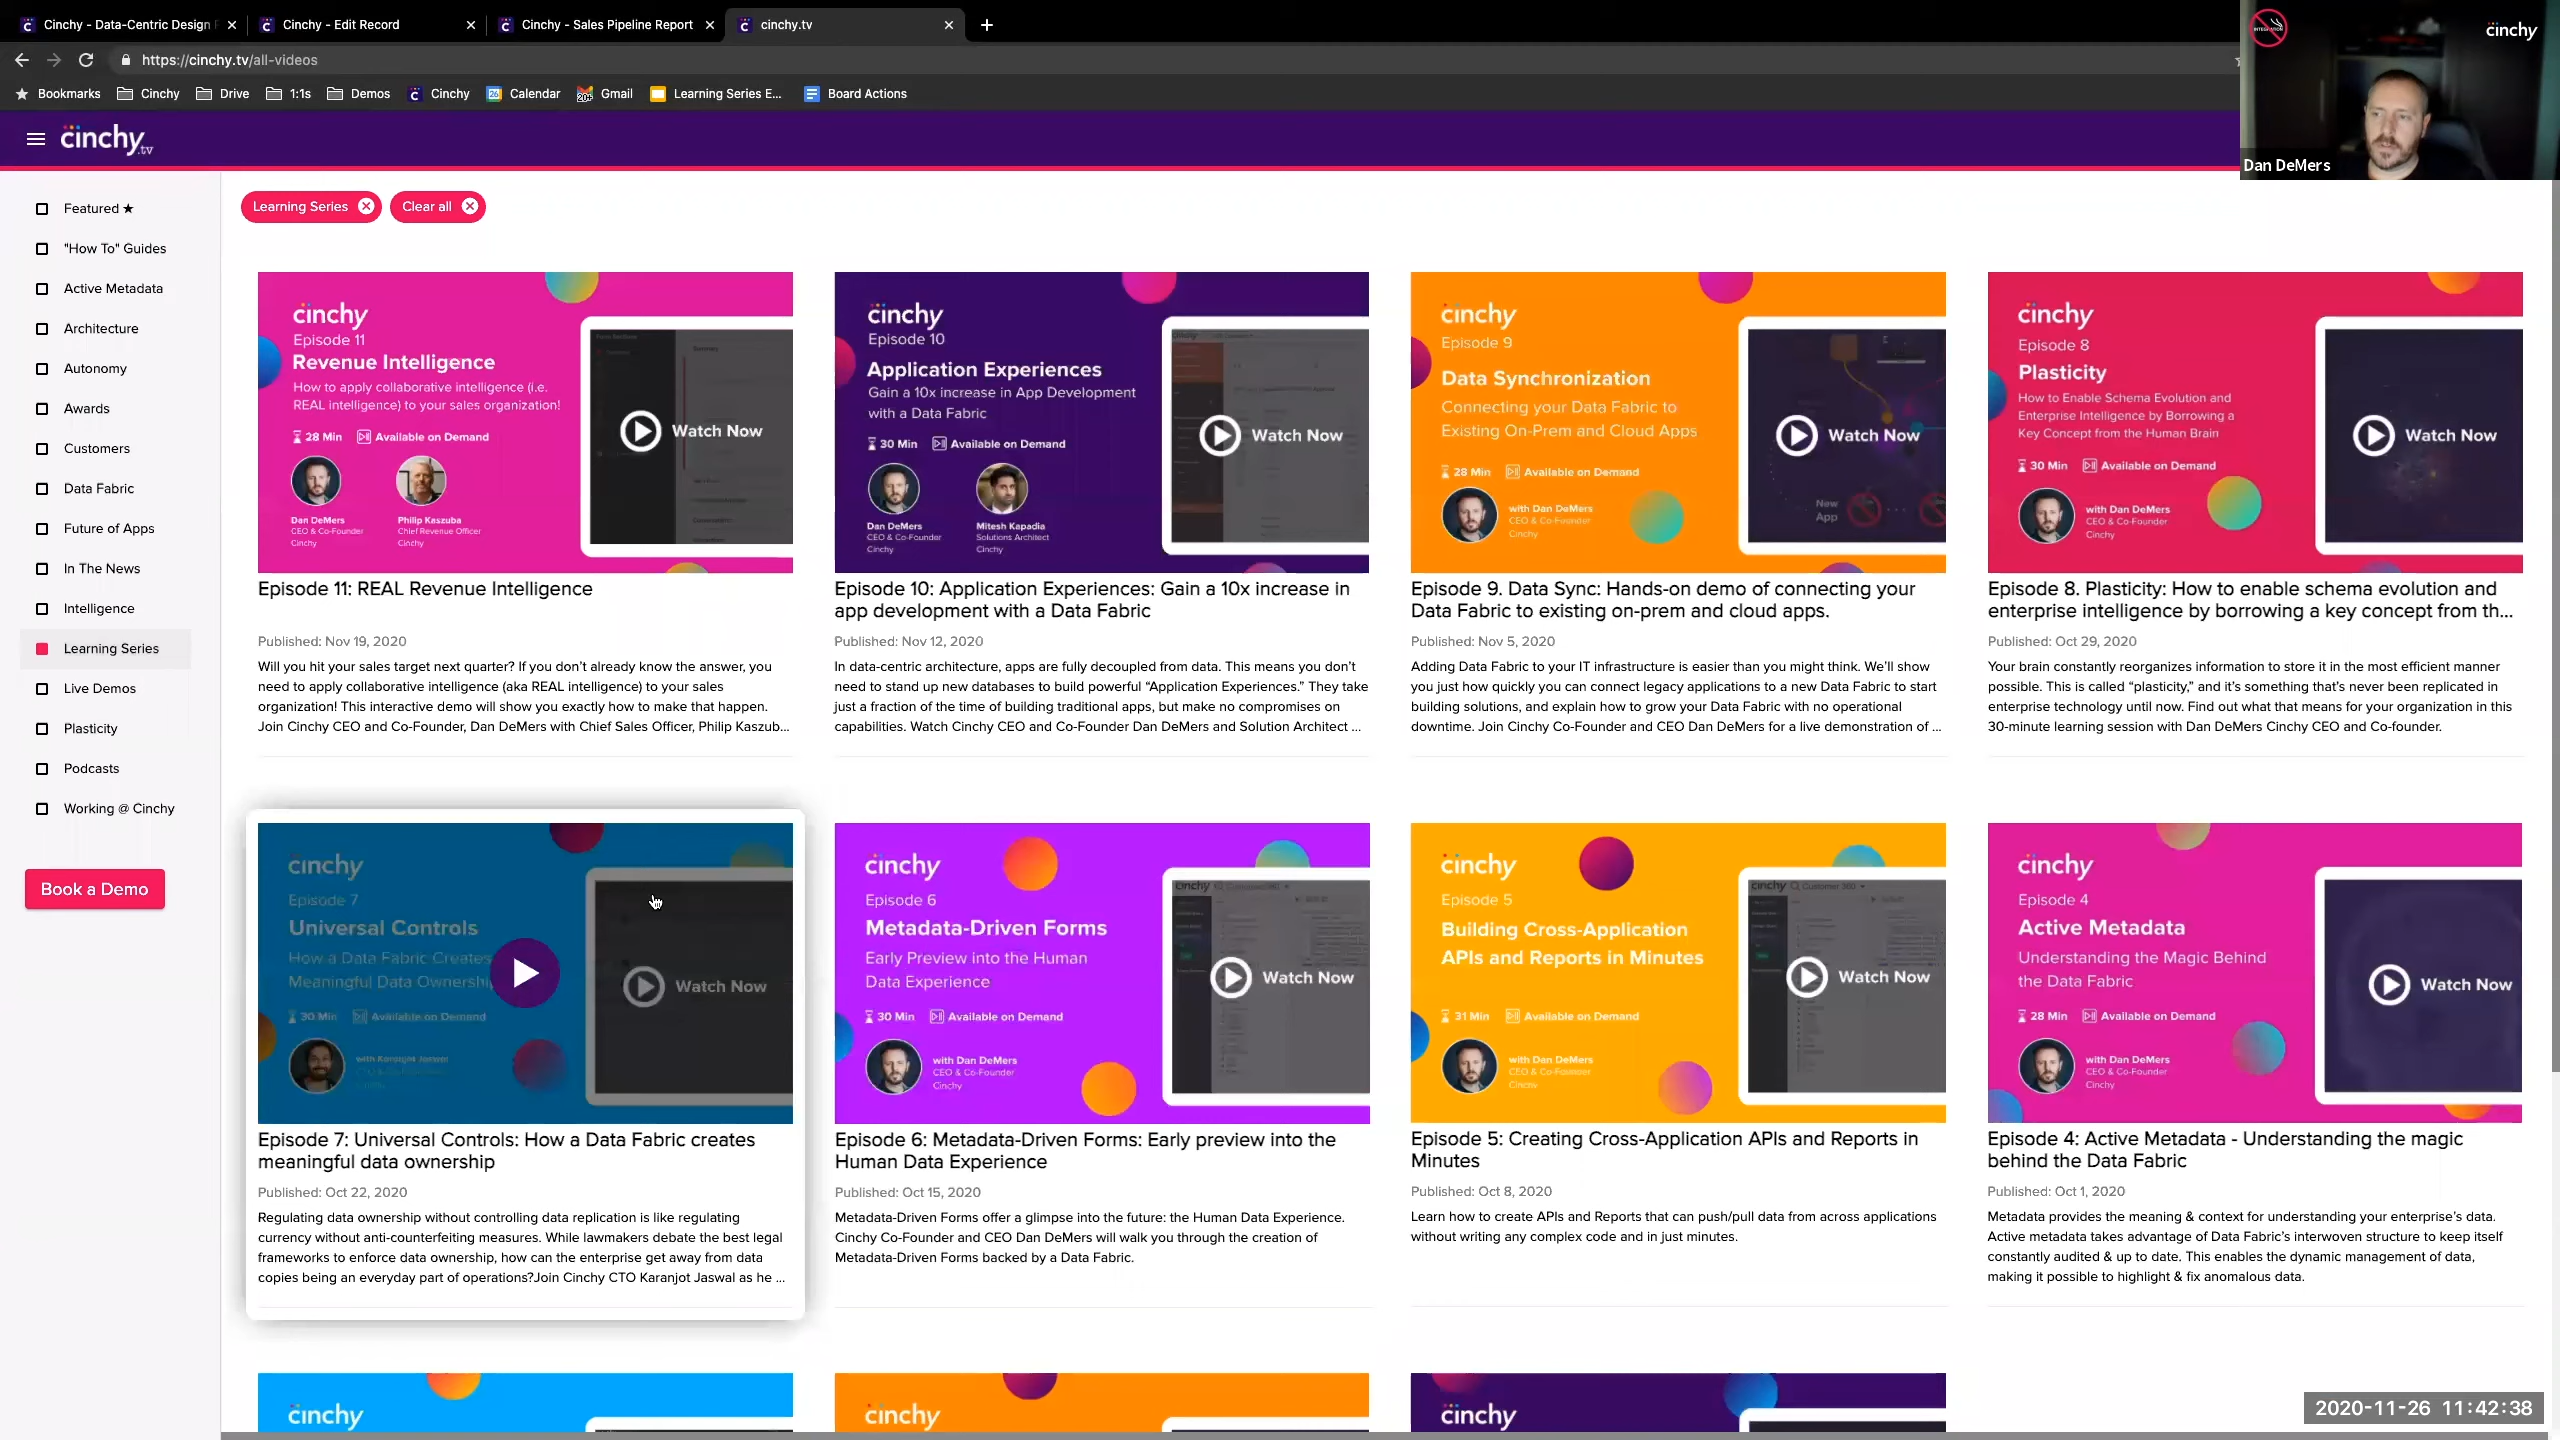 Cinchy - Data-Centric Design
Cinchy - Edit Record
Cinchy - Sales Pipeline Report
cinchy.tv
https://cinchy.tv/all-videos
Bookmarks
Cinchy
Drive
1:1s
Demos
Cinchy
Calendar
Gmail
Learning Series E...
Board Actions
cinchy
Dan DeMers
cinchy.tv
Featured ★
"How To" Guides
Active Metadata
Architecture
Autonomy
Awards
Customers
Data Fabric
Future of Apps
In The News
Intelligence
Learning Series
Live Demos
Plasticity
Podcasts
Working @ Cinchy
Book a Demo
Learning Series
Clear all
cinchy
Episode 11
Revenue Intelligence
How to apply collaborative intelligence (i.e.
REAL intelligence) to your sales organization!
28 Min Available on Demand
Watch Now
Dan DeMers
CEO & Co-Founder
Cinchy
Philip Kaszuba
Chief Revenue Officer
Cinchy
Episode 11: REAL Revenue Intelligence
Published: Nov 19, 2020
Will you hit your sales target next quarter? If you don't already know the answer, you
need to apply collaborative intelligence (aka REAL intelligence) to your sales
organization! This interactive demo will show you exactly how to make that happen.
Join Cinchy CEO and Co-Founder, Dan DeMers with Chief Sales Officer, Philip Kaszub...
cinchy
Episode 10
Application Experiences
Gain a 10x increase in App Development
with a Data Fabric
30 Min Available on Demand
Watch Now
Dan DeMers
CEO & Co-Founder
Cinchy
Mitesh Kapadia
Solutions Architect
Cinchy
Episode 10: Application Experiences: Gain a 10x increase in
app development with a Data Fabric
Published: Nov 12, 2020
In data-centric architecture, apps are fully decoupled from data. This means you don't
need to stand up new databases to build powerful “Application Experiences.” They take
just a fraction of the time of building traditional apps, but make no compromises on
capabilities. Watch Cinchy CEO and Co-Founder Dan DeMers and Solution Architect ...
cinchy
Episode 9
Data Synchronization
Connecting your Data Fabric to
Existing On-Prem and Cloud Apps
28 Min Available on Demand
Watch Now
New
App
with Dan DeMers
CEO & Co-Founder
Cinchy
Episode 9. Data Sync: Hands-on demo of connecting your
Data Fabric to existing on-prem and cloud apps.
Published: Nov 5, 2020
Adding Data Fabric to your IT infrastructure is easier than you might think. We'll show
you just how quickly you can connect legacy applications to a new Data Fabric to start
building solutions, and explain how to grow your Data Fabric with no operational
downtime. Join Cinchy Co-Founder and CEO Dan DeMers for a live demonstration of ...
cinchy
Episode 8
Plasticity
How to Enable Schema Evolution and
Enterprise Intelligence by Borrowing a
Key Concept from the Human Brain
30 Min Available on Demand
Watch Now
with Dan DeMers
CEO & Co-Founder
Cinchy
Episode 8. Plasticity: How to enable schema evolution and
enterprise intelligence by borrowing a key concept from th...
Published: Oct 29, 2020
Your brain constantly reorganizes information to store it in the most efficient manner
possible. This is called “plasticity,” and it's something that's never been replicated in
enterprise technology until now. Find out what that means for your organization in this
30-minute learning session with Dan DeMers Cinchy CEO and Co-founder.
cinchy
Episode 7
Universal Controls
How a Data Fabric Creates
Meaningful Data Ownership
30 Min Available on Demand
Watch Now
with Karanjot Jaswal
Episode 7: Universal Controls: How a Data Fabric creates
meaningful data ownership
Published: Oct 22, 2020
Regulating data ownership without controlling data replication is like regulating
currency without anti-counterfeiting measures. While lawmakers debate the best legal
frameworks to enforce data ownership, how can the enterprise get away from data
copies being an everyday part of operations?Join Cinchy CTO Karanjot Jaswal as he ...
cinchy
Episode 6
Metadata-Driven Forms
Early Preview into the Human
Data Experience
30 Min Available on Demand
cinchy Customer360
Watch Now
with Dan DeMers
CEO & Co-Founder
Cinchy
Episode 6: Metadata-Driven Forms: Early preview into the
Human Data Experience
Published: Oct 15, 2020
Metadata-Driven Forms offer a glimpse into the future: the Human Data Experience.
Cinchy Co-Founder and CEO Dan DeMers will walk you through the creation of
Metadata-Driven Forms backed by a Data Fabric.
cinchy
Episode 5
Building Cross-Application
APIs and Reports in Minutes
31 Min Available on Demand
cinchy Customer 360
Watch Now
with Dan DeMers
CEO & Co-Founder
Cinchy
Episode 5: Creating Cross-Application APIs and Reports in
Minutes
Published: Oct 8, 2020
Learn how to create APIs and Reports that can push/pull data from across applications
without writing any complex code and in just minutes.
cinchy
Episode 4
Active Metadata
Understanding the Magic Behind
the Data Fabric
28 Min Available on Demand
Watch Now
with Dan DeMers
CEO & Co-Founder
Cinchy
Episode 4: Active Metadata - Understanding the magic
behind the Data Fabric
Published: Oct 1, 2020
Metadata provides the meaning & context for understanding your enterprise's data.
Active metadata takes advantage of Data Fabric's interwoven structure to keep itself
constantly audited & up to date. This enables the dynamic management of data,
making it possible to highlight & fix anomalous data.
cinchy
cinchy
cinchy
2020-11-26 11:42:38